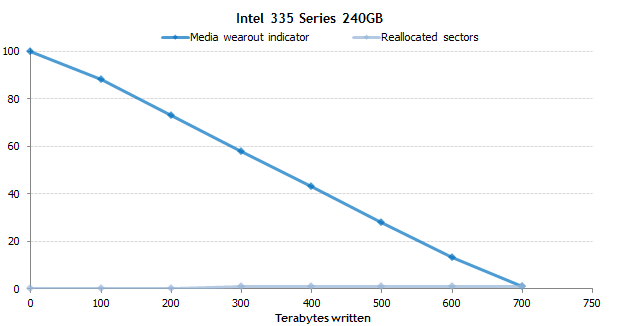 Intel 335 Series 240GB
Media wearout indicator Reallocated sectors
100
80
60
40
20
0
0 100 200 300 400 500 600 700 750
Terabytes written